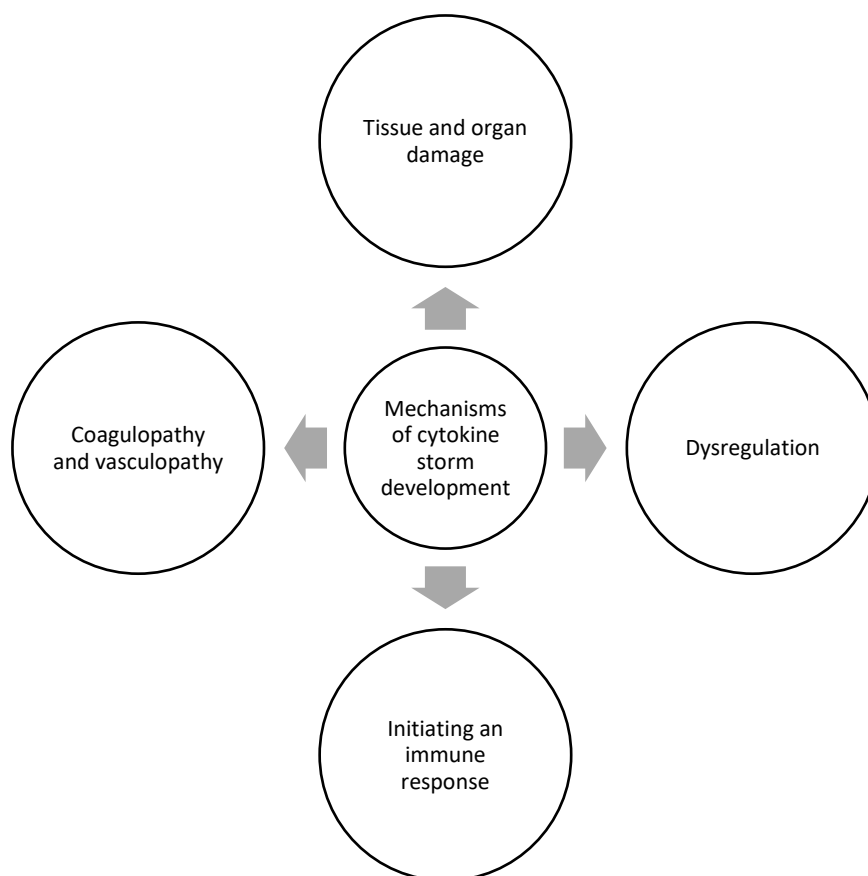 Tissue and organ
damage
Coagulopathy
and vasculopathy
Mechanisms
of cytokine
storm
development
Dysregulation
Initiating an
immune
response